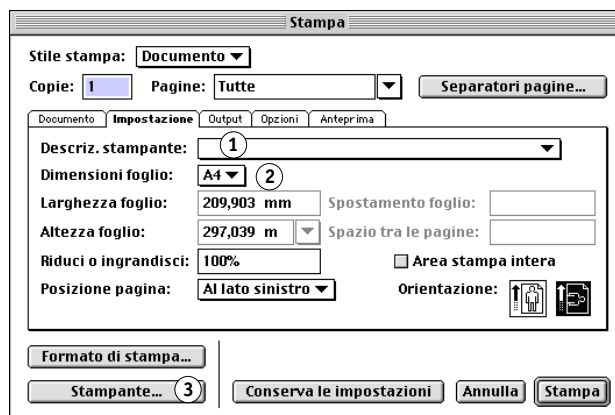 Stampa
Stile stampa: Documento
Copie: 1 Pagine: Tutte Separatori pagine...
Documento Impostazione Output Opzioni Anteprima
Descriz. stampante: 1
Dimensioni foglio: A4 2
Larghezza foglio: 209,903 mm Spostamento foglio:
Altezza foglio: 297,039 m Spazio tra le pagine:
Riduci o ingrandisci: 100% Area stampa intera
Posizione pagina: Al lato sinistro Orientazione:
Formato di stampa...
Stampante... 3 Conserva le impostazioni Annulla Stampa